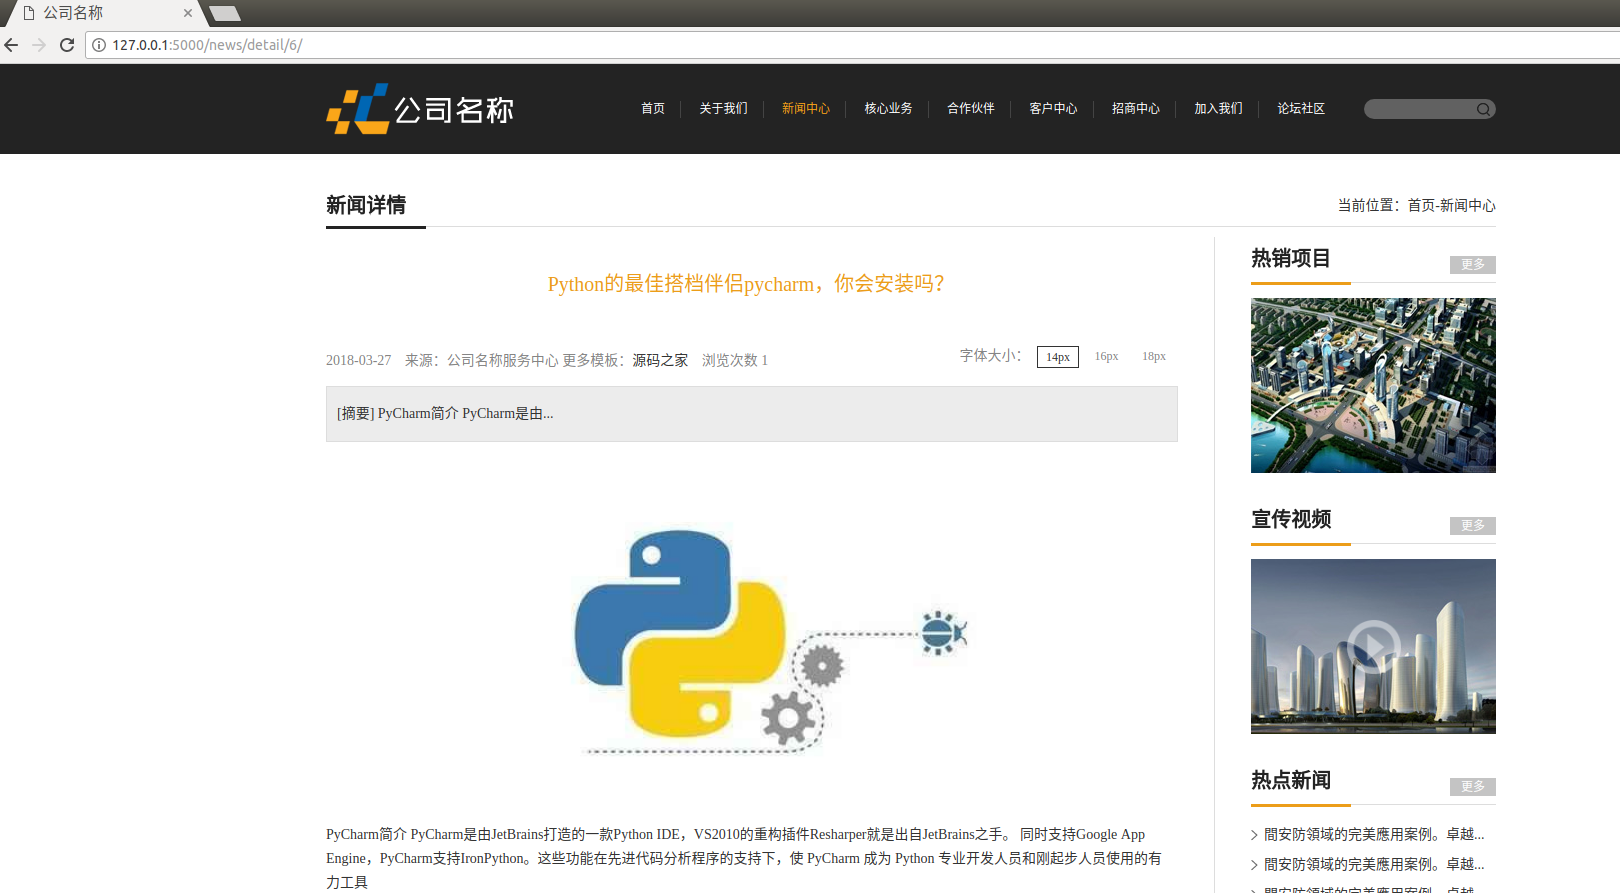 公司名称
127.0.0.1:5000/news/detail/6/
公司名称
首页 关于我们 新闻中心 核心业务 合作伙伴 客户中心 招商中心 加入我们 论坛社区
新闻详情
当前位置：首页-新闻中心
Python的最佳搭档伴侣pycharm，你会安装吗？
2018-03-27 来源：公司名称服务中心 更多模板：源码之家 浏览次数 1
字体大小： 14px 16px 18px
[摘要] PyCharm简介 PyCharm是由...
PyCharm简介 PyCharm是由JetBrains打造的一款Python IDE，VS2010的重构插件Resharper就是出自JetBrains之手。 同时支持Google App
Engine，PyCharm支持IronPython。这些功能在先进代码分析程序的支持下，使 PyCharm 成为 Python 专业开发人员和刚起步人员使用的有
力工具
热销项目
更多
宣传视频
更多
热点新闻
更多
間安防領域的完美應用案例。卓越...
間安防領域的完美應用案例。卓越...
間安防領域的完美應用案例。卓越...